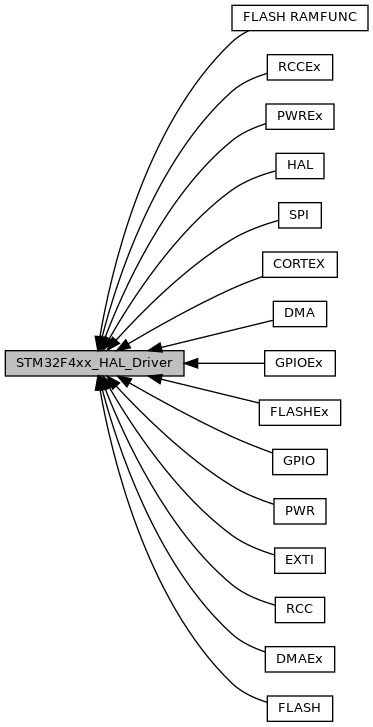 FLASH RAMFUNC
RCCEx
PWREx
HAL
SPI
CORTEX
DMA
STM32F4xx_HAL_Driver
GPIOEx
FLASHEx
GPIO
PWR
EXTI
RCC
DMAEx
FLASH